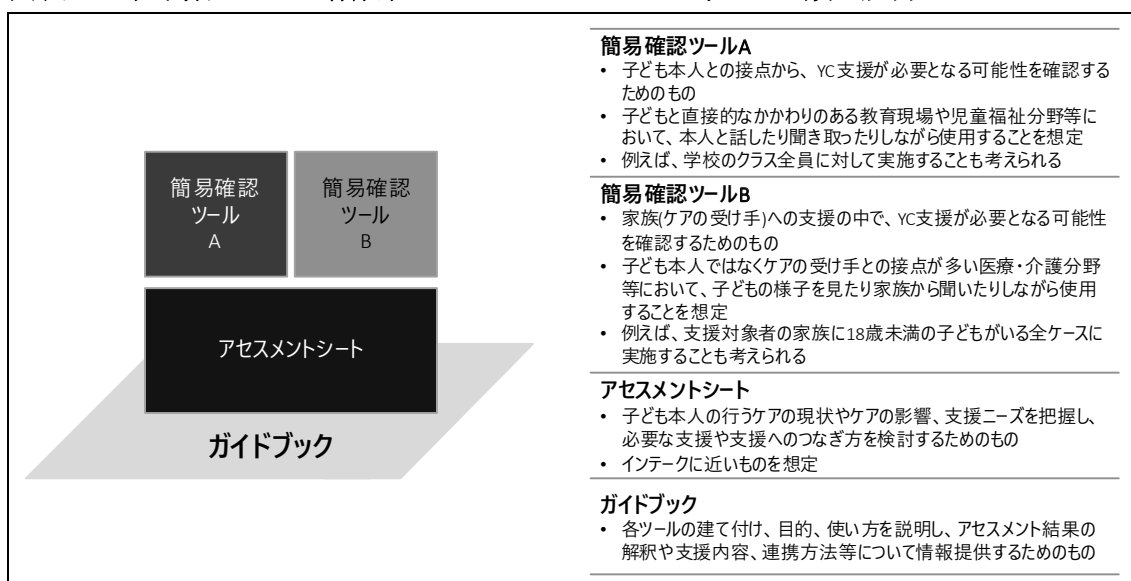 簡易確認
ツール
A
簡易確認
ツール
B
アセスメントシート
ガイドブック
簡易確認ツールA
• 子ども本人との接点から、YC支援が必要となる可能性を確認する
ためのもの
• 子どもと直接的なかかわりのある教育現場や児童福祉分野等に
おいて、本人と話したり聞き取ったりしながら使用することを想定
• 例えば、学校のクラス全員に対して実施することも考えられる
簡易確認ツールB
• 家族(ケアの受け手)への支援の中で、YC支援が必要となる可能性
を確認するためのもの
• 子ども本人ではなくケアの受け手との接点が多い医療・介護分野
等において、子どもの様子を見たり家族から聞いたりしながら使用
することを想定
• 例えば、支援対象者の家族に18歳未満の子どもがいる全ケースに
実施することも考えられる
アセスメントシート
• 子ども本人の行うケアの現状やケアの影響、支援ニーズを把握し、
必要な支援や支援へのつなぎ方を検討するためのもの
• インテークに近いものを想定
ガイドブック
• 各ツールの建て付け、目的、使い方を説明し、アセスメント結果の
解釈や支援内容、連携方法等について情報提供するためのもの